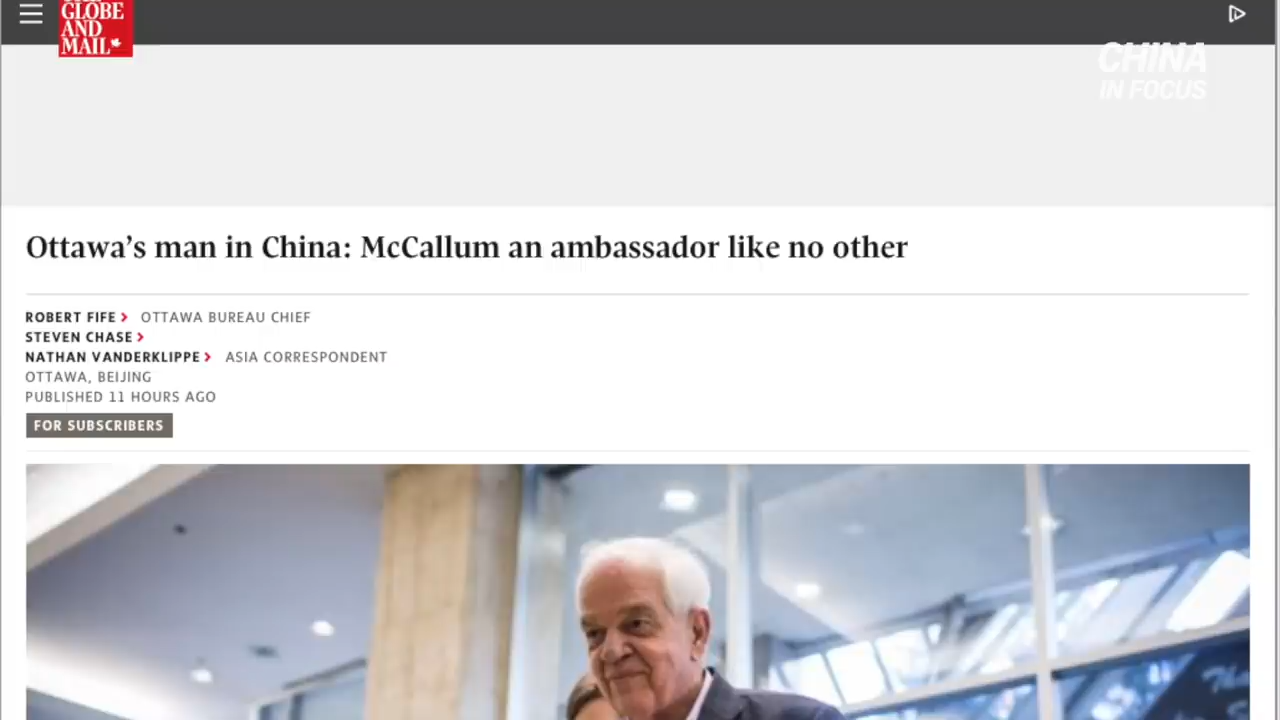 GLOBE
AND
MAIL
CHINA
IN FOCUS
Ottawa's man in China: McCallum an ambassador like no other
ROBERT FIFE > OTTAWA BUREAU CHIEF
STEVEN CHASE >
NATHAN VANDERKLIPPE > ASIA CORRESPONDENT
OTTAWA, BEIJING
PUBLISHED 11 HOURS AGO
FOR SUBSCRIBERS